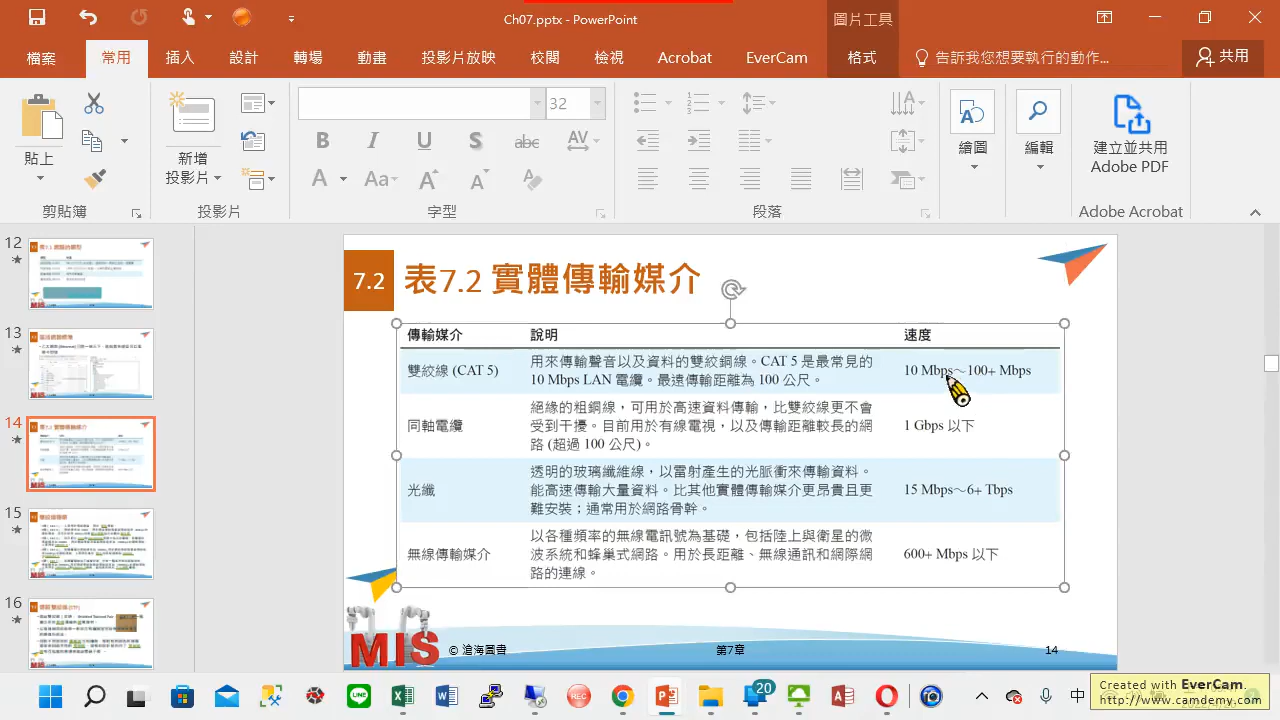 Ch07.pptx - PowerPoint
圖片工具
檔案
常用
插入
設計
轉場
動畫
投影片放映
校閱
檢視
Acrobat
EverCam
格式
告訴我您想要執行的動作...
共用
貼上
剪貼簿
新增
投影片
投影片
32
B I U S abc AV
A Aa A A A
字型
段落
繪圖
編輯
建立並共用
Adobe PDF
Adobe Acrobat
12
13
14
15
16
7.2
表7.2 實體傳輸媒介
傳輸媒介
說明
速度
雙絞線 (CAT 5)
用來傳輸聲音以及資料的雙絞銅線。CAT 5 是最常見的
10 Mbps LAN 電纜。最遠傳輸距離為 100 公尺。
10 Mbps～100+ Mbps
同軸電纜
絕緣的粗銅線，可用於高速資料傳輸，比雙絞線更不會
受到干擾。目前用於有線電視，以及傳輸距離較長的網
路 (超過 100 公尺)。
1 Gbps 以下
光纖
透明的玻璃纖維線，以雷射產生的光脈衝來傳輸資料。
能高速傳輸大量資料。比其他實體傳輸媒介更昂貴且更
難安裝；通常用於網路骨幹。
15 Mbps～6+ Tbps
無線傳輸媒介
以各種頻率的無線電訊號為基礎，包括陸上與衛星的微
波系統和蜂巢式網路。用於長距離、無線通訊和網際網
路的連線。
600+ Mbps 以下
MIS
第7章
14
LINE
REC
20
中
Created with EverCam.
http://www.camdemy.com